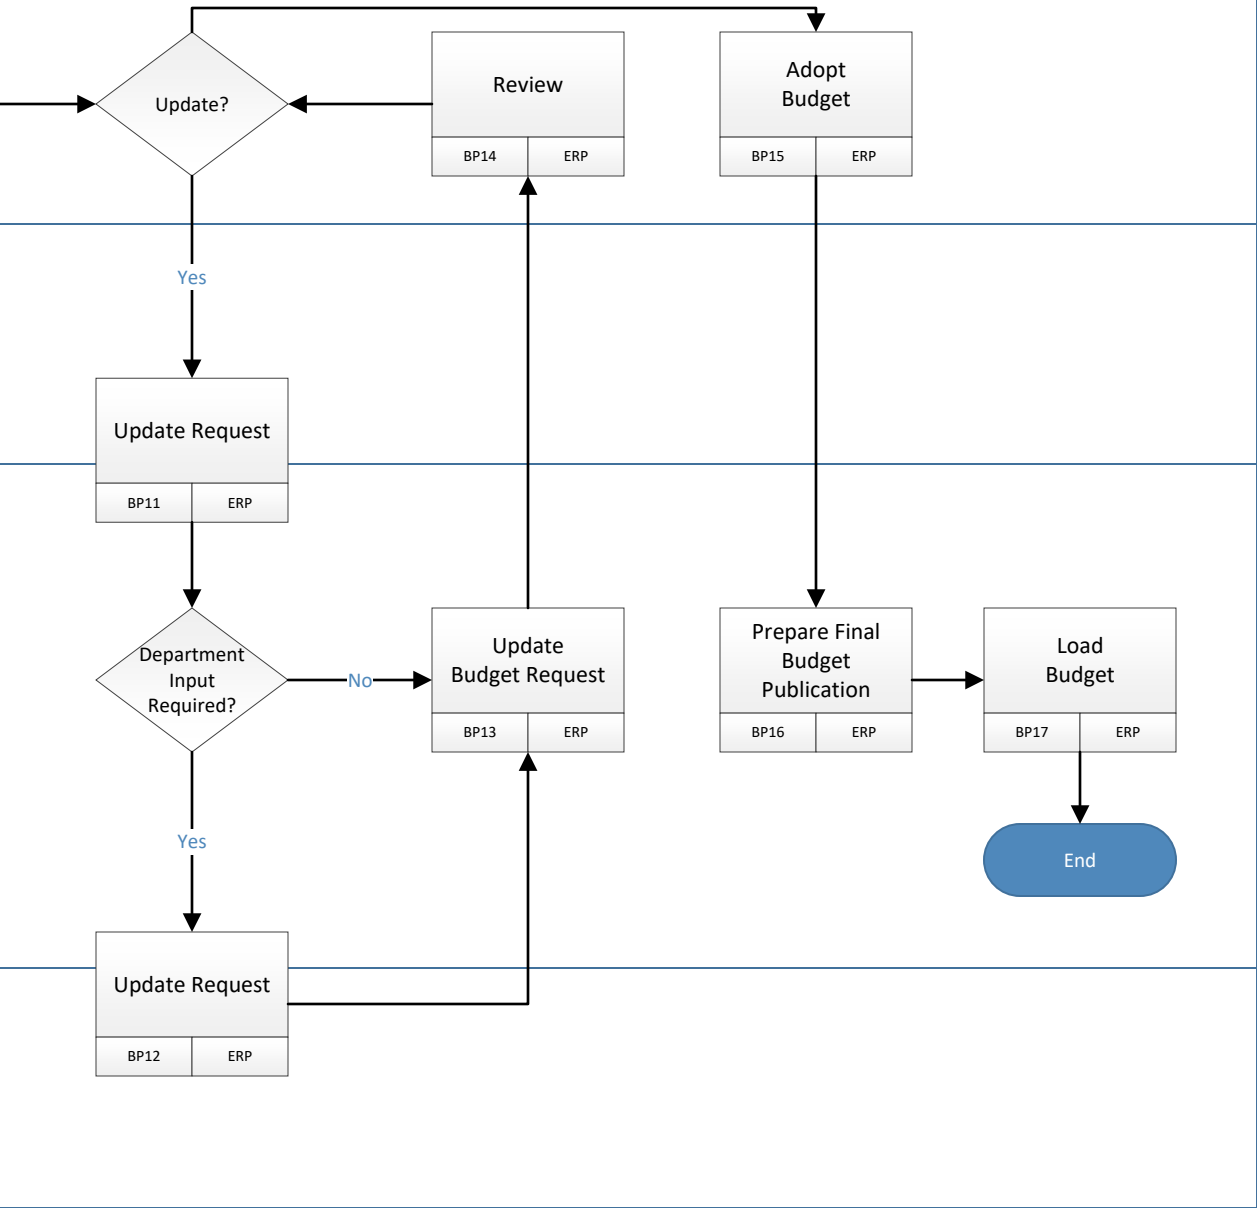 Update?
Review
BP14
ERP
Adopt
Budget
BP15
ERP
Yes
Update Request
BP11
ERP
Department
Input
Required?
No
Update
Budget Request
BP13
ERP
Prepare Final
Budget
Publication
BP16
ERP
Load
Budget
BP17
ERP
Yes
End
Update Request
BP12
ERP